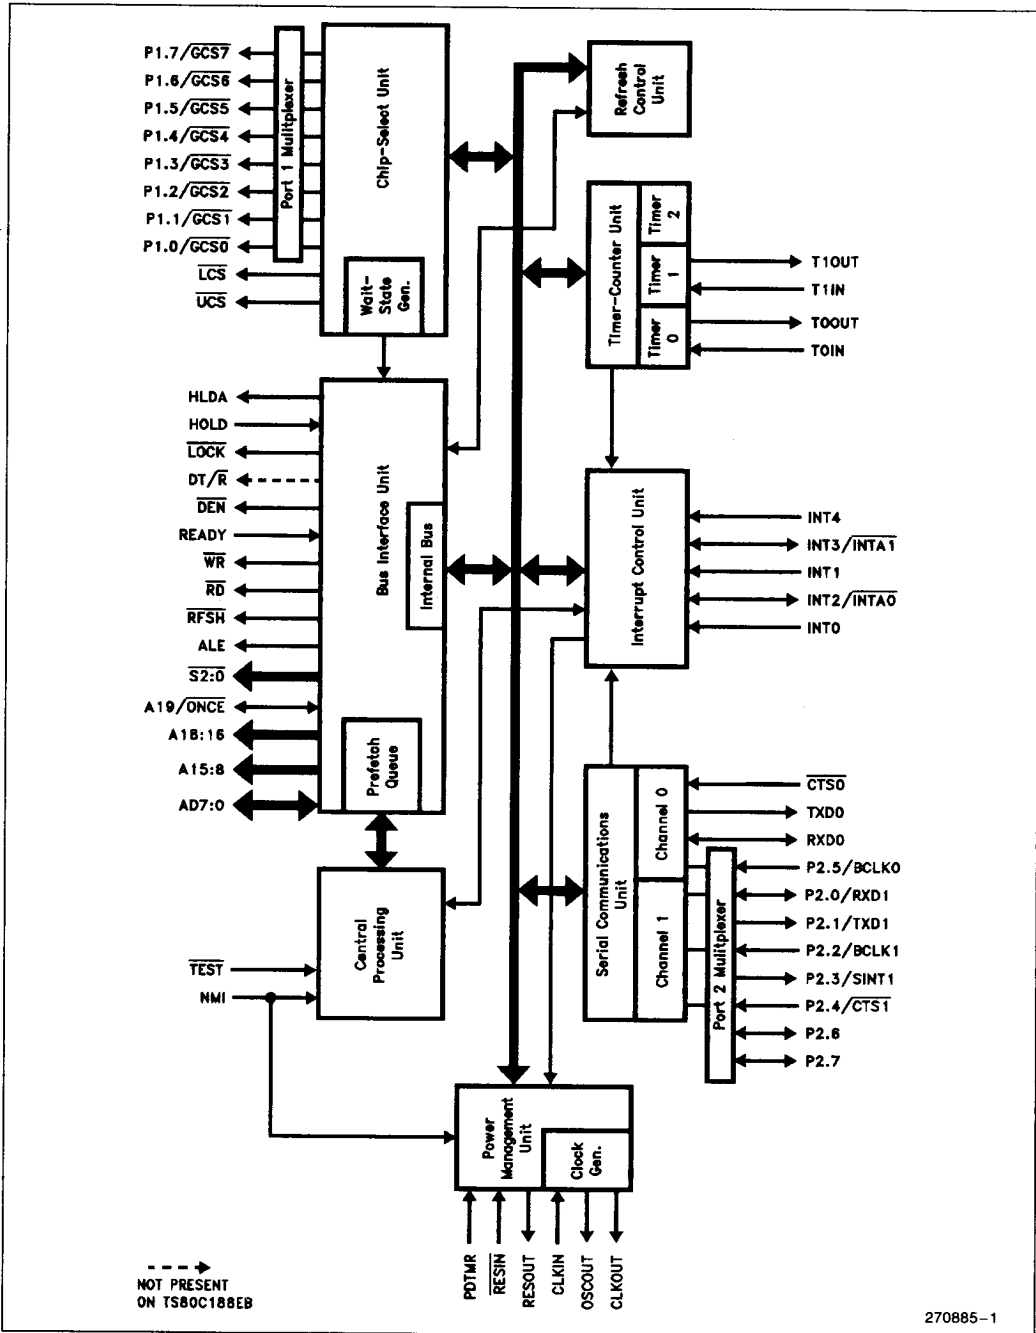 P1.7/GCS7
P1.6/GCS6
P1.5/GCS5
P1.4/GCS4
P1.3/GCS3
P1.2/GCS2
P1.1/GCS1
P1.0/GCS0
LCS
UCS
Port 1 Mulitplexer
Chip-Select Unit
Wait-
State
Gen.
Refresh
Control
Unit
Timer-Counter Unit
Timer
2
Timer
1
Timer
0
T1OUT
T1IN
T0OUT
T0IN
HLDA
HOLD
LOCK
DT/R
DEN
READY
WR
RD
RFSH
ALE
S2:0
A19/ONCE
A18:16
A15:8
AD7:0
Bus Interface Unit
Internal Bus
Prefetch
Queue
Interrupt Control Unit
INT4
INT3/INTA1
INT1
INT2/INTA0
INT0
Central
Processing
Unit
TEST
NMI
Serial Communications
Unit
Channel 0
Channel 1
Port 2 Mulitplexer
CTS0
TXD0
RXD0
P2.5/BCLK0
P2.0/RXD1
P2.1/TXD1
P2.2/BCLK1
P2.3/SINT1
P2.4/CTS1
P2.6
P2.7
Power
Management
Unit
Clock
Gen.
PDTMR
RESIN
RESOUT
CLKIN
OSCOUT
CLKOUT
NOT PRESENT
ON TS80C188EB
270885-1